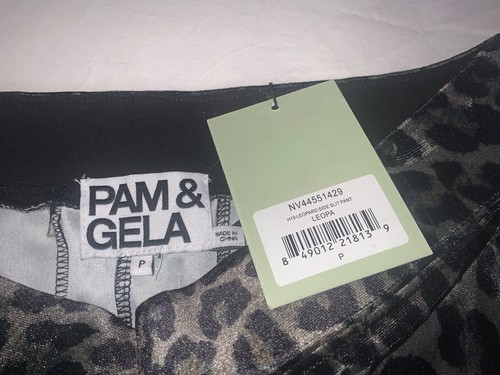 PAM &
GELA
MADE IN
CHINA
P
NV44551429
H19 LEOPARD SIDE SLIT PANT
LEOPA
8 49012 21813 9
P